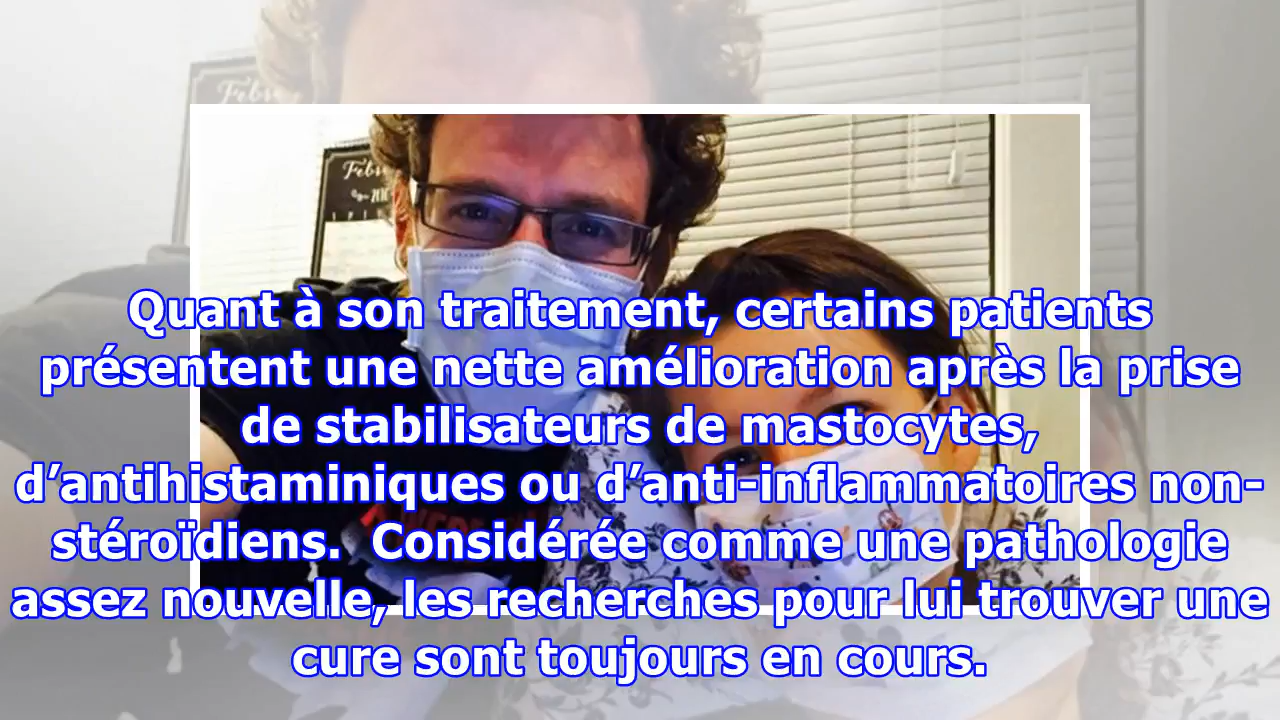 Febr
Febr
Quant à son traitement, certains patients
présentent une nette amélioration après la prise
de stabilisateurs de mastocytes,
d’antihistaminiques ou d’anti-inflammatoires non-
stéroïdiens.  Considérée comme une pathologie
assez nouvelle, les recherches pour lui trouver une
cure sont toujours en cours.